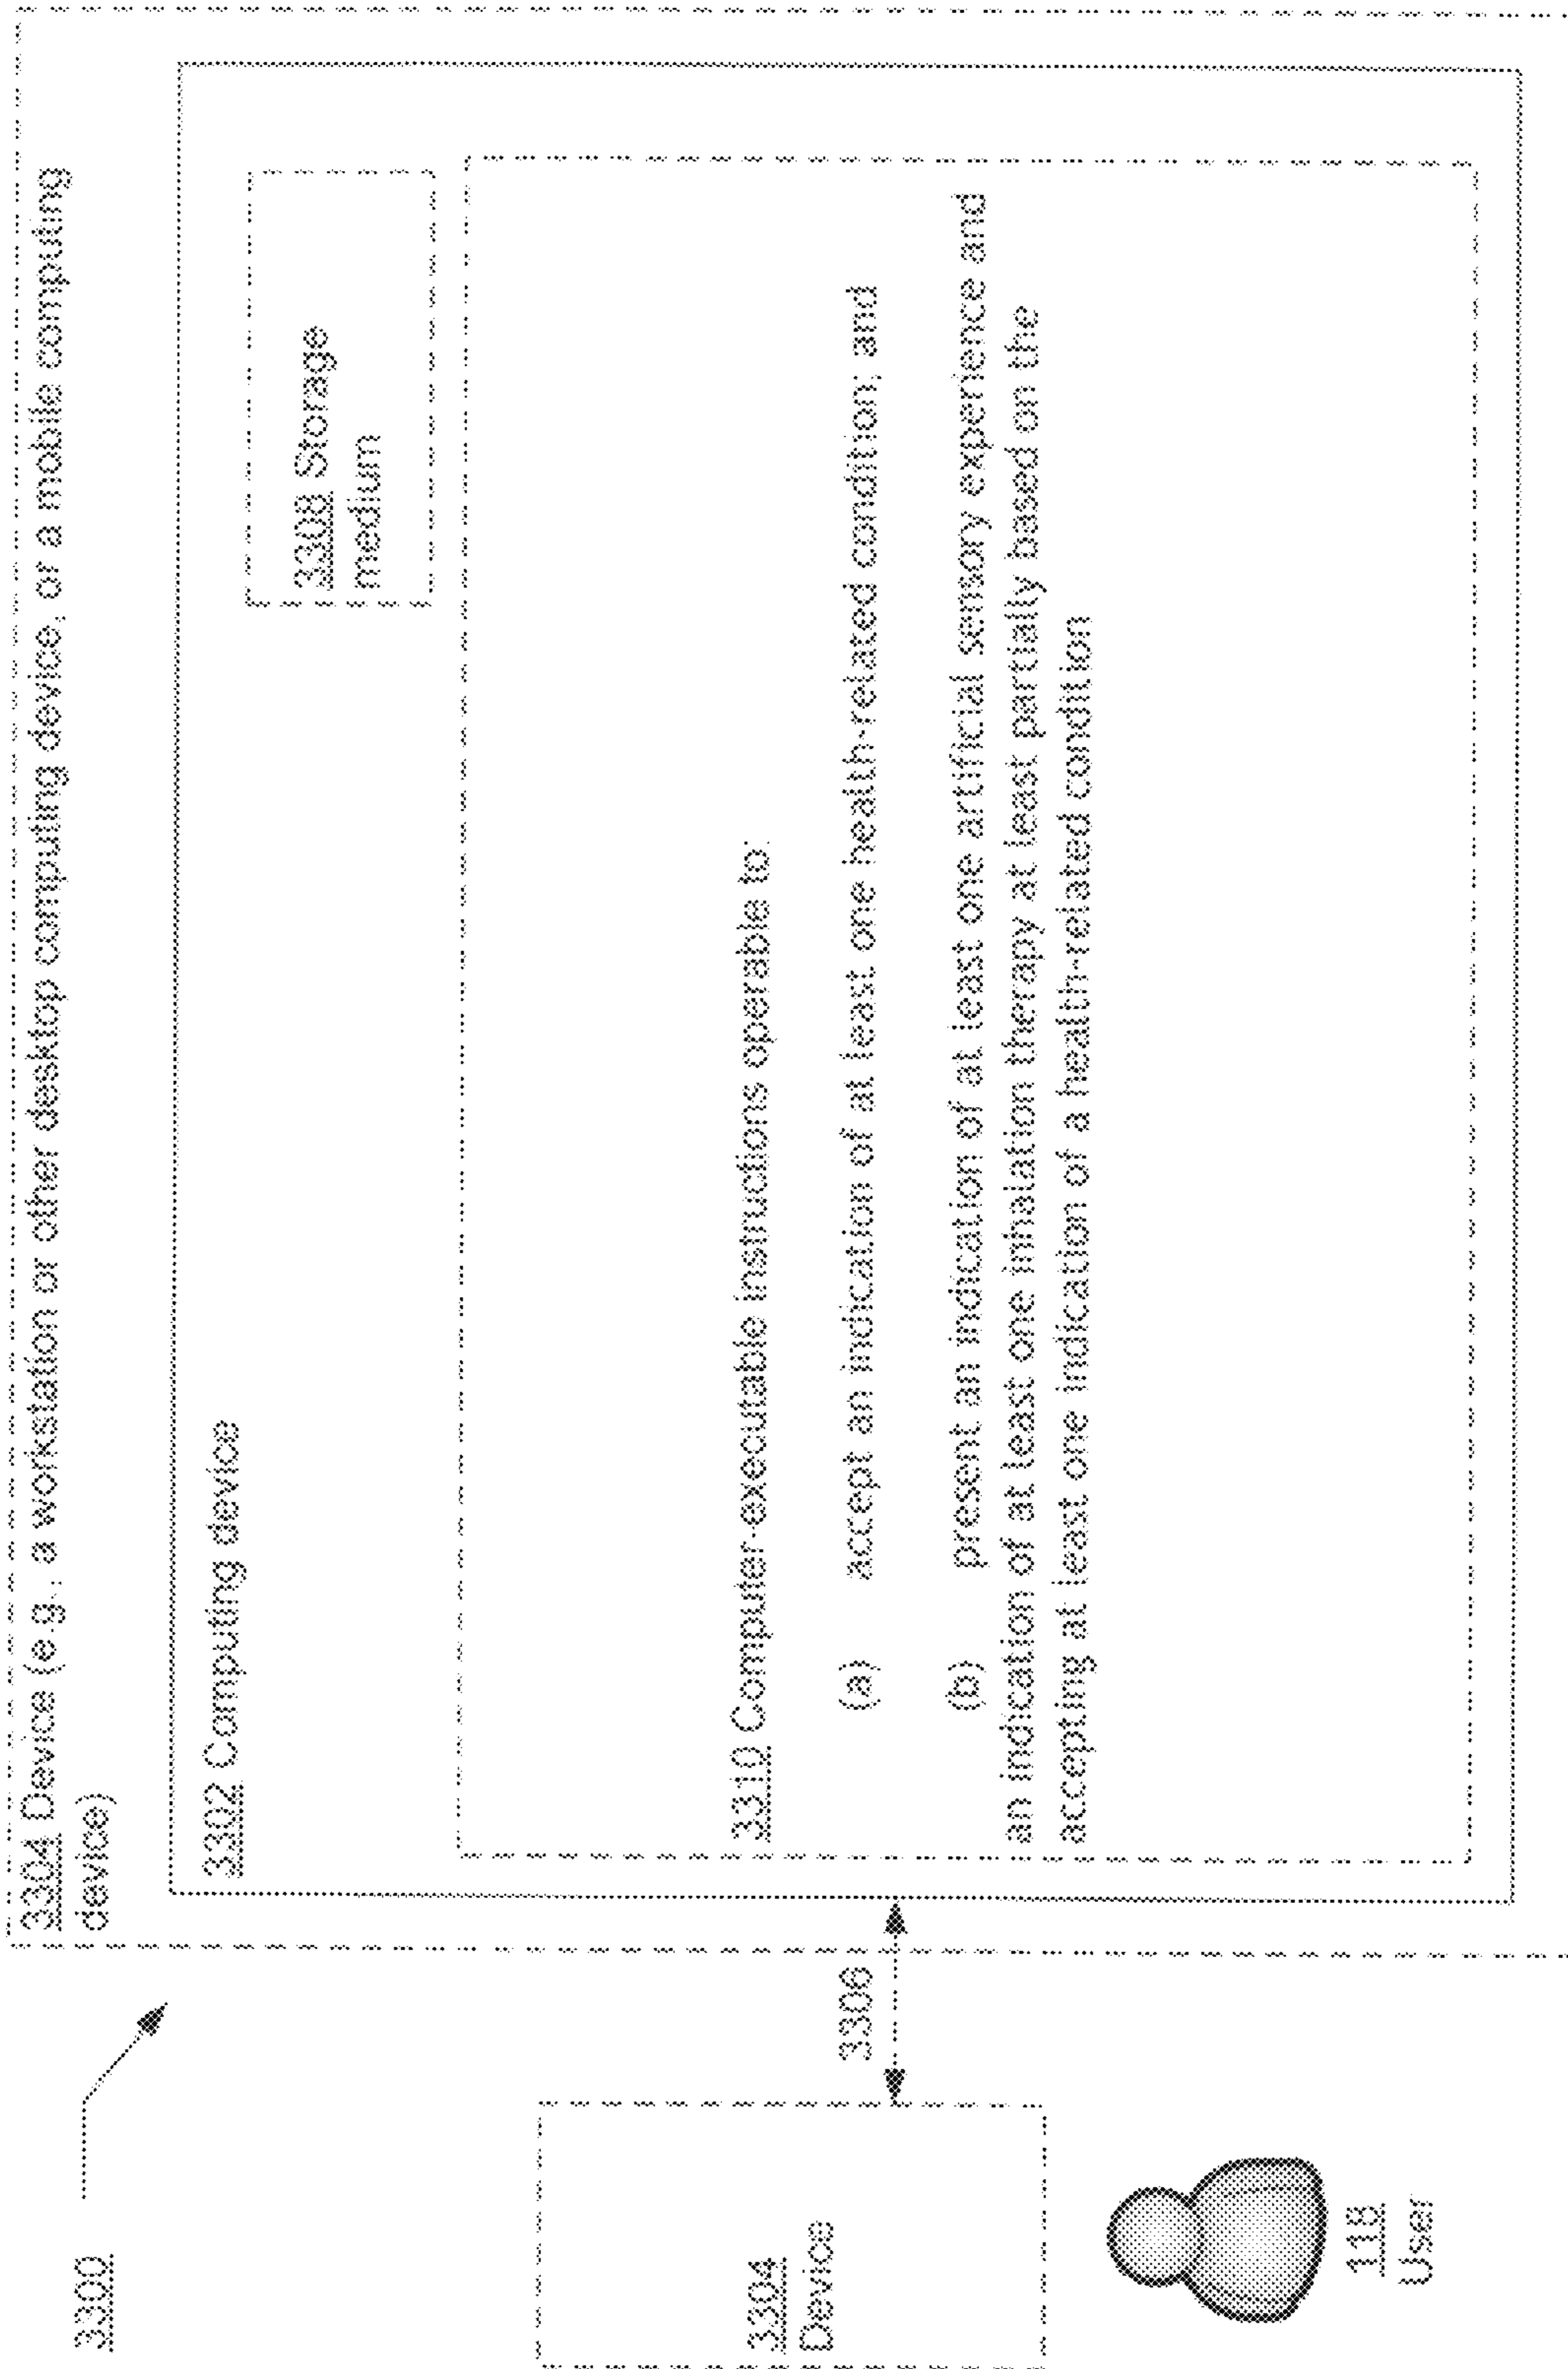 3300
3304 Device (e.g., a workstation or other desktop computing device, or a mobile computing
device)
3302 Computing device
3308 Storage
medium
3310 Computer-executable instructions operable to:
(a) accept an indication of at least one health-related condition; and
(b) present an indication of at least one artificial sensory experience and
an indication of at least one inhalation therapy at least partially based on the
accepting at least one indication of a health-related condition
3306
3304
Device
118
User